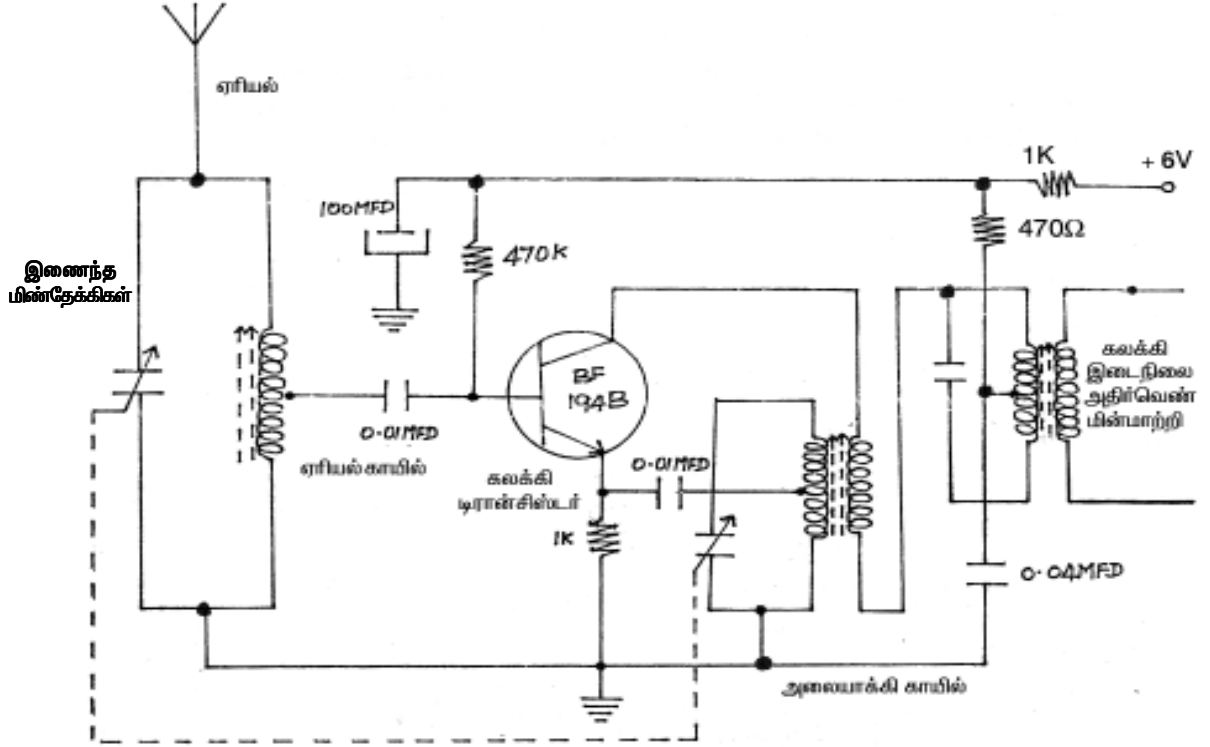 ஏரியல்
1K
+ 6V
100MFD
470K
470Ω
இணைந்த
மிண்தேக்கிகள்
BF
194B
கலக்கி
இடைநிலை
அதிர்வெண்
மின்மாற்றி
0.01MFD
ஏரியல் காயில்
கலக்கி
டிரான்சிஸ்டர்
0.01MFD
1K
0.04MFD
அலையாக்கி காயில்